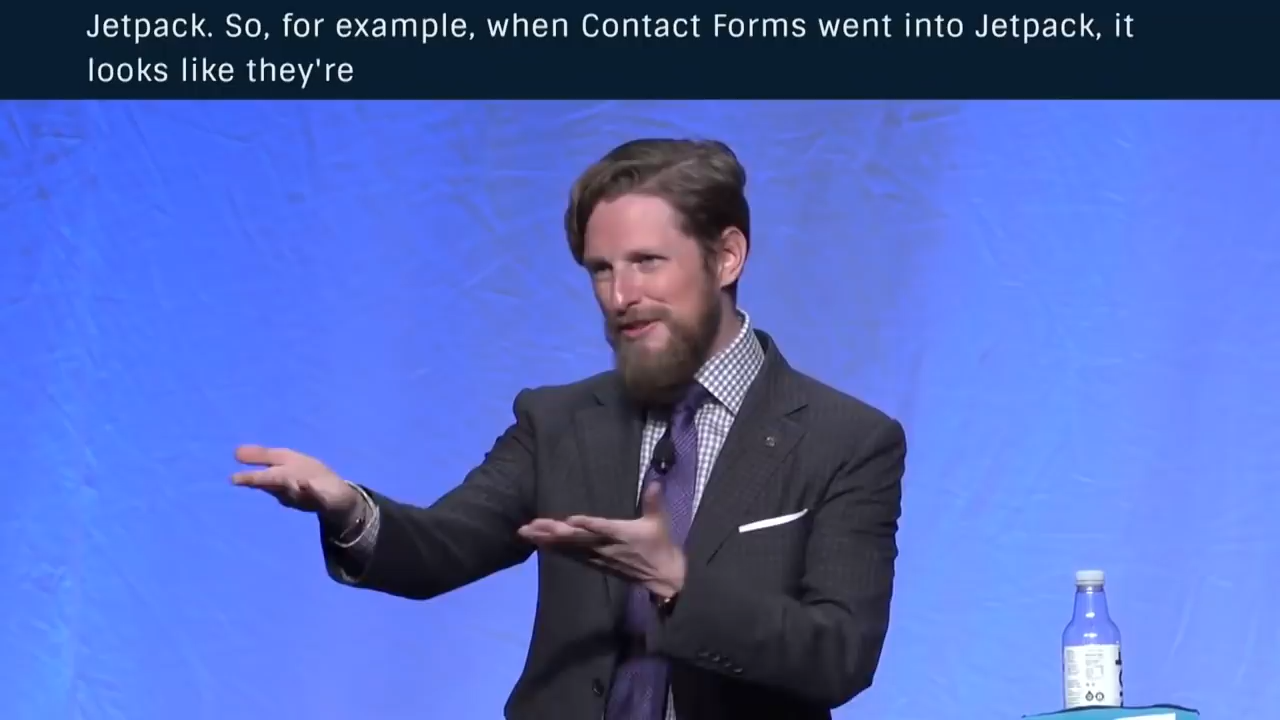 Jetpack. So, for example, when Contact Forms went into Jetpack, it
looks like they're